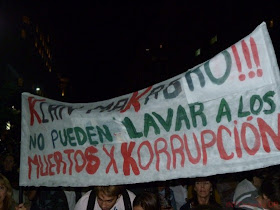 NO PUEDEN LAVAR A LOS
MUERTOS X KORRUPCIÓN